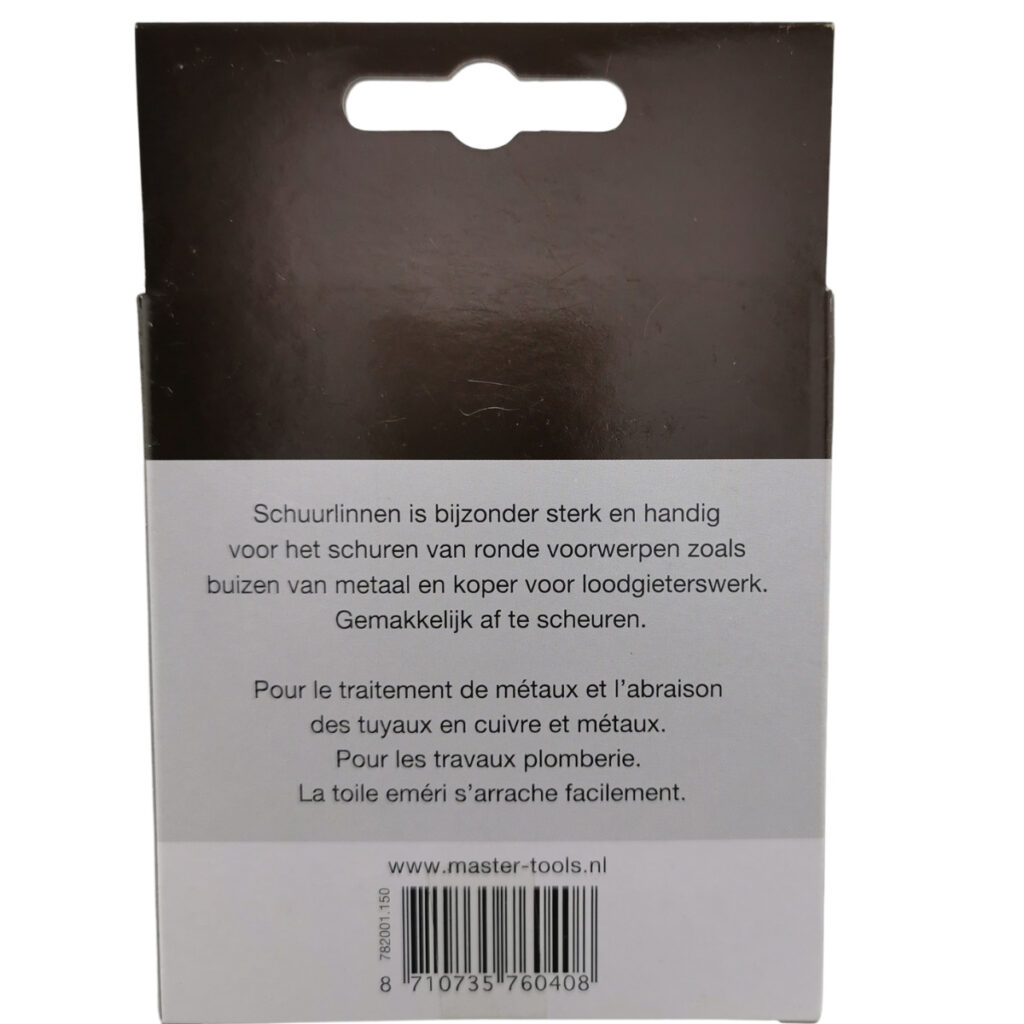 Schuurlinnen is bijzonder sterk en handig
voor het schuren van ronde voorwerpen zoals
buizen van metaal en koper voor loodgieterswerk.
Gemakkelijk af te scheuren.
Pour le traitement de métaux et l'abraison
des tuyaux en cuivre et métaux.
Pour les travaux plomberie.
La toile eméri s'arrache facilement.
www.master-tools.nl
782001.150
8 710735 760408